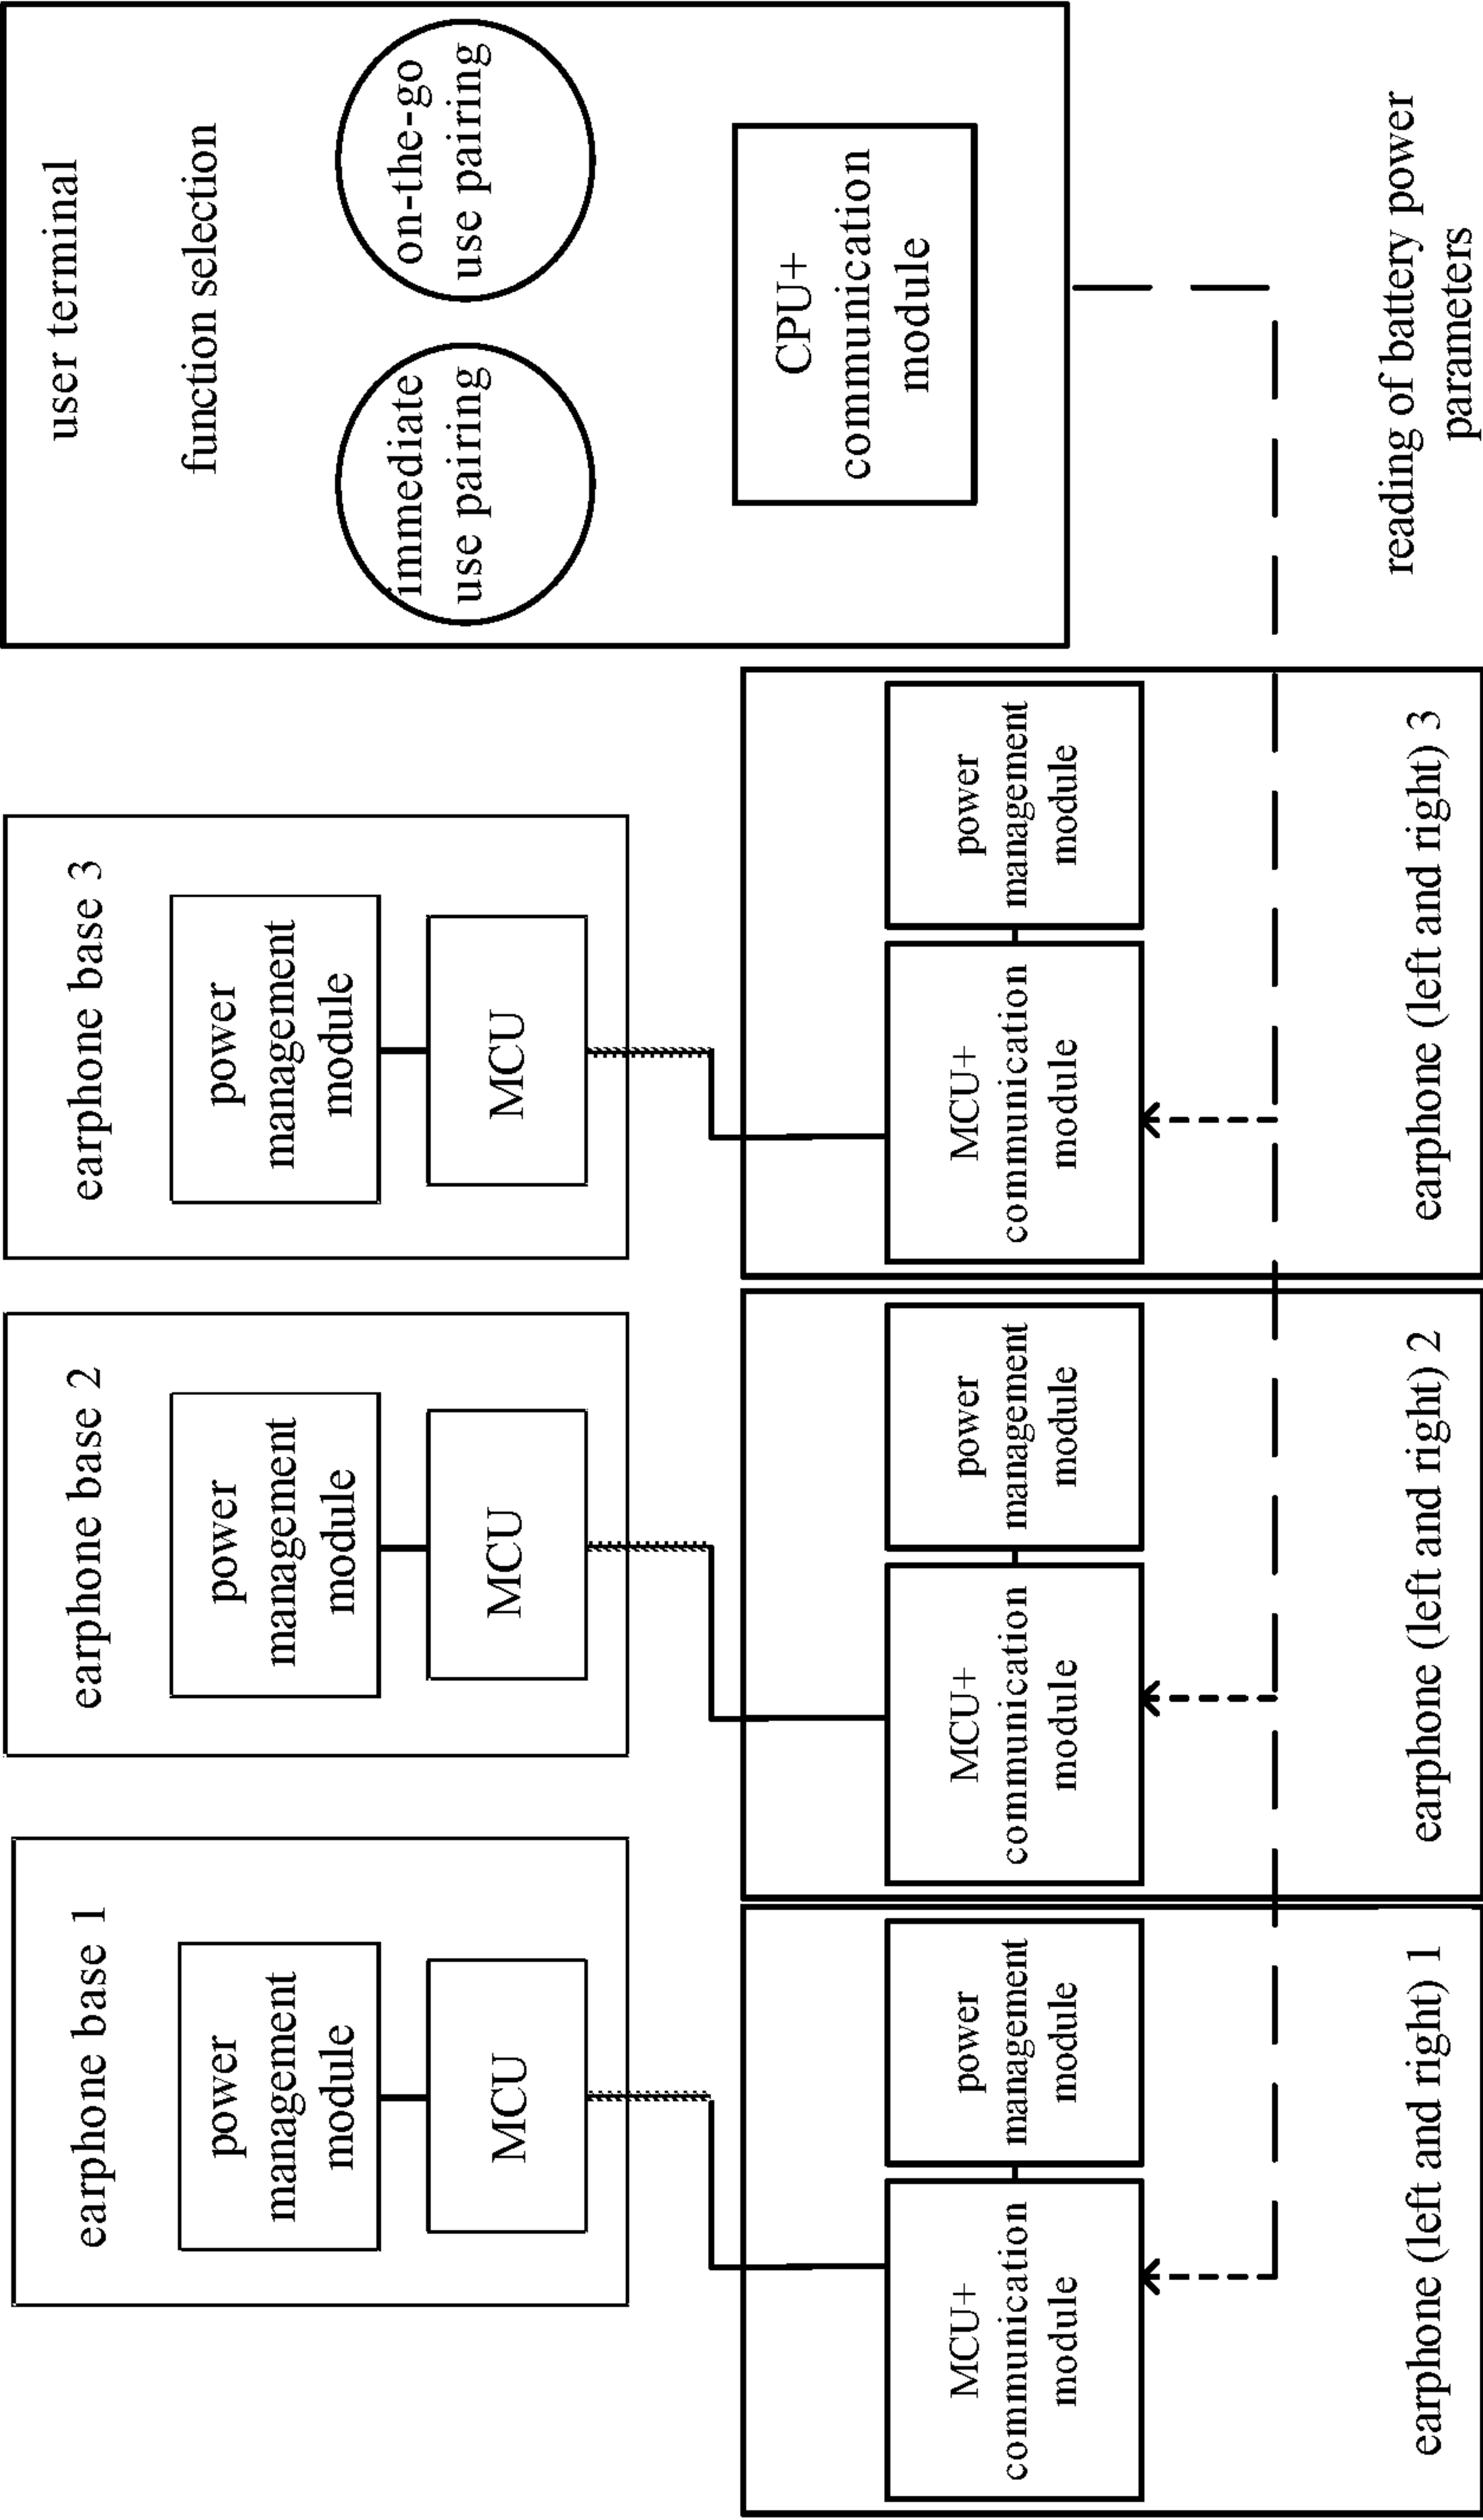 earphone base 1
power
management
module
MCU
earphone base 2
power
management
module
MCU
earphone base 3
power
management
module
MCU
user terminal
function selection
immediate
use pairing
on-the-go
use pairing
CPU+
communication
module
MCU+
communication
module
power
management
module
earphone (left and right) 1
MCU+
communication
module
power
management
module
earphone (left and right) 2
MCU+
communication
module
power
management
module
earphone (left and right) 3
reading of battery power
parameters